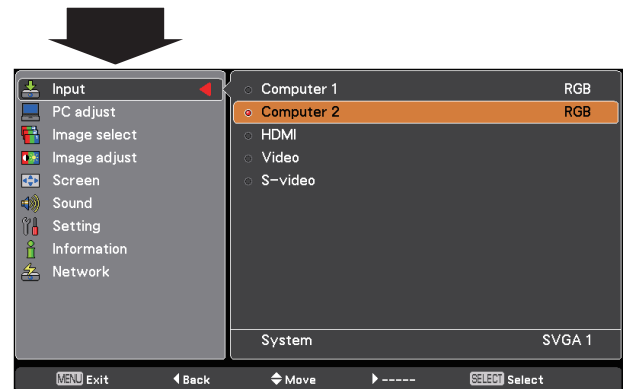 Input
PC adjust
Image select
Image adjust
Screen
Sound
Setting
Information
Network
Computer 1 RGB
Computer 2 RGB
HDMI
Video
S-video
System SVGA 1
MENU Exit Back Move ----- SELECT Select